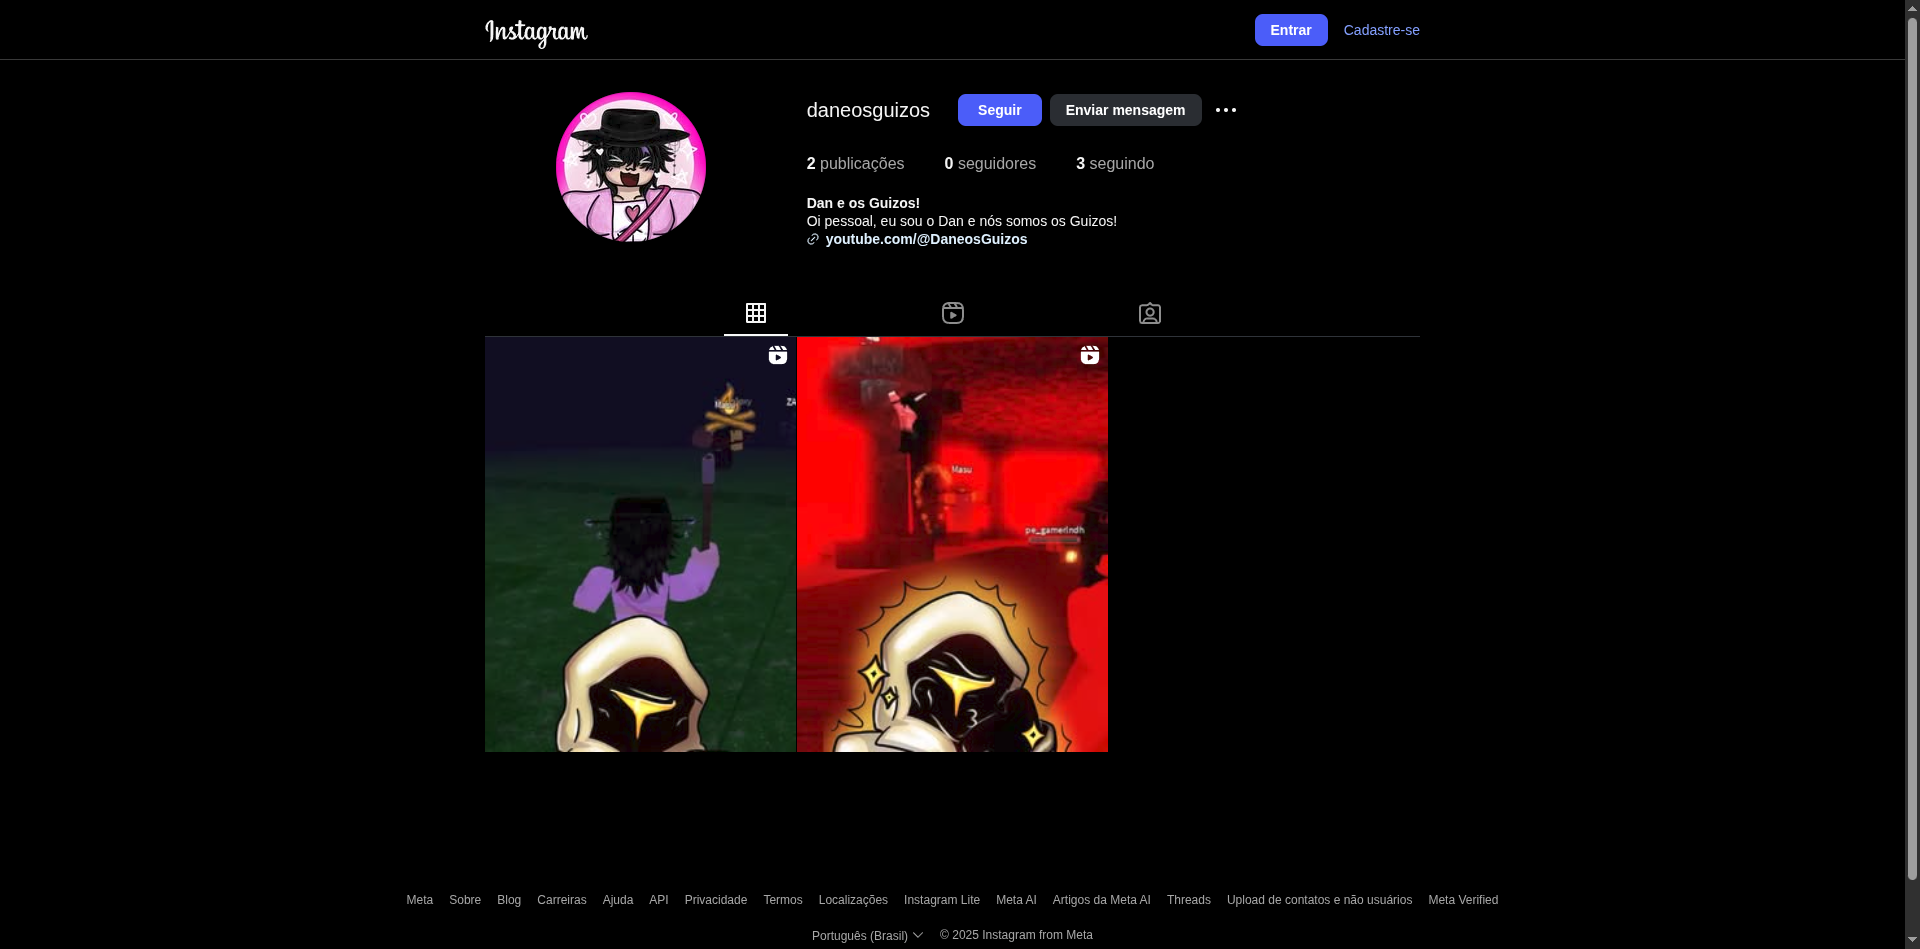 Instagram
Entrar
Cadastre-se
daneosguizos
Seguir
Enviar mensagem
2 publicações
0 seguidores
3 seguindo
Dan e os Guizos!
Oi pessoal, eu sou o Dan e nós somos os Guizos!
youtube.com/@DaneosGuizos
ZA
Masu
pe_gamerindh
Meta
Sobre
Blog
Carreiras
Ajuda
API
Privacidade
Termos
Localizações
Instagram Lite
Meta AI
Artigos da Meta AI
Threads
Upload de contatos e não usuários
Meta Verified
Português (Brasil)
© 2025 Instagram from Meta